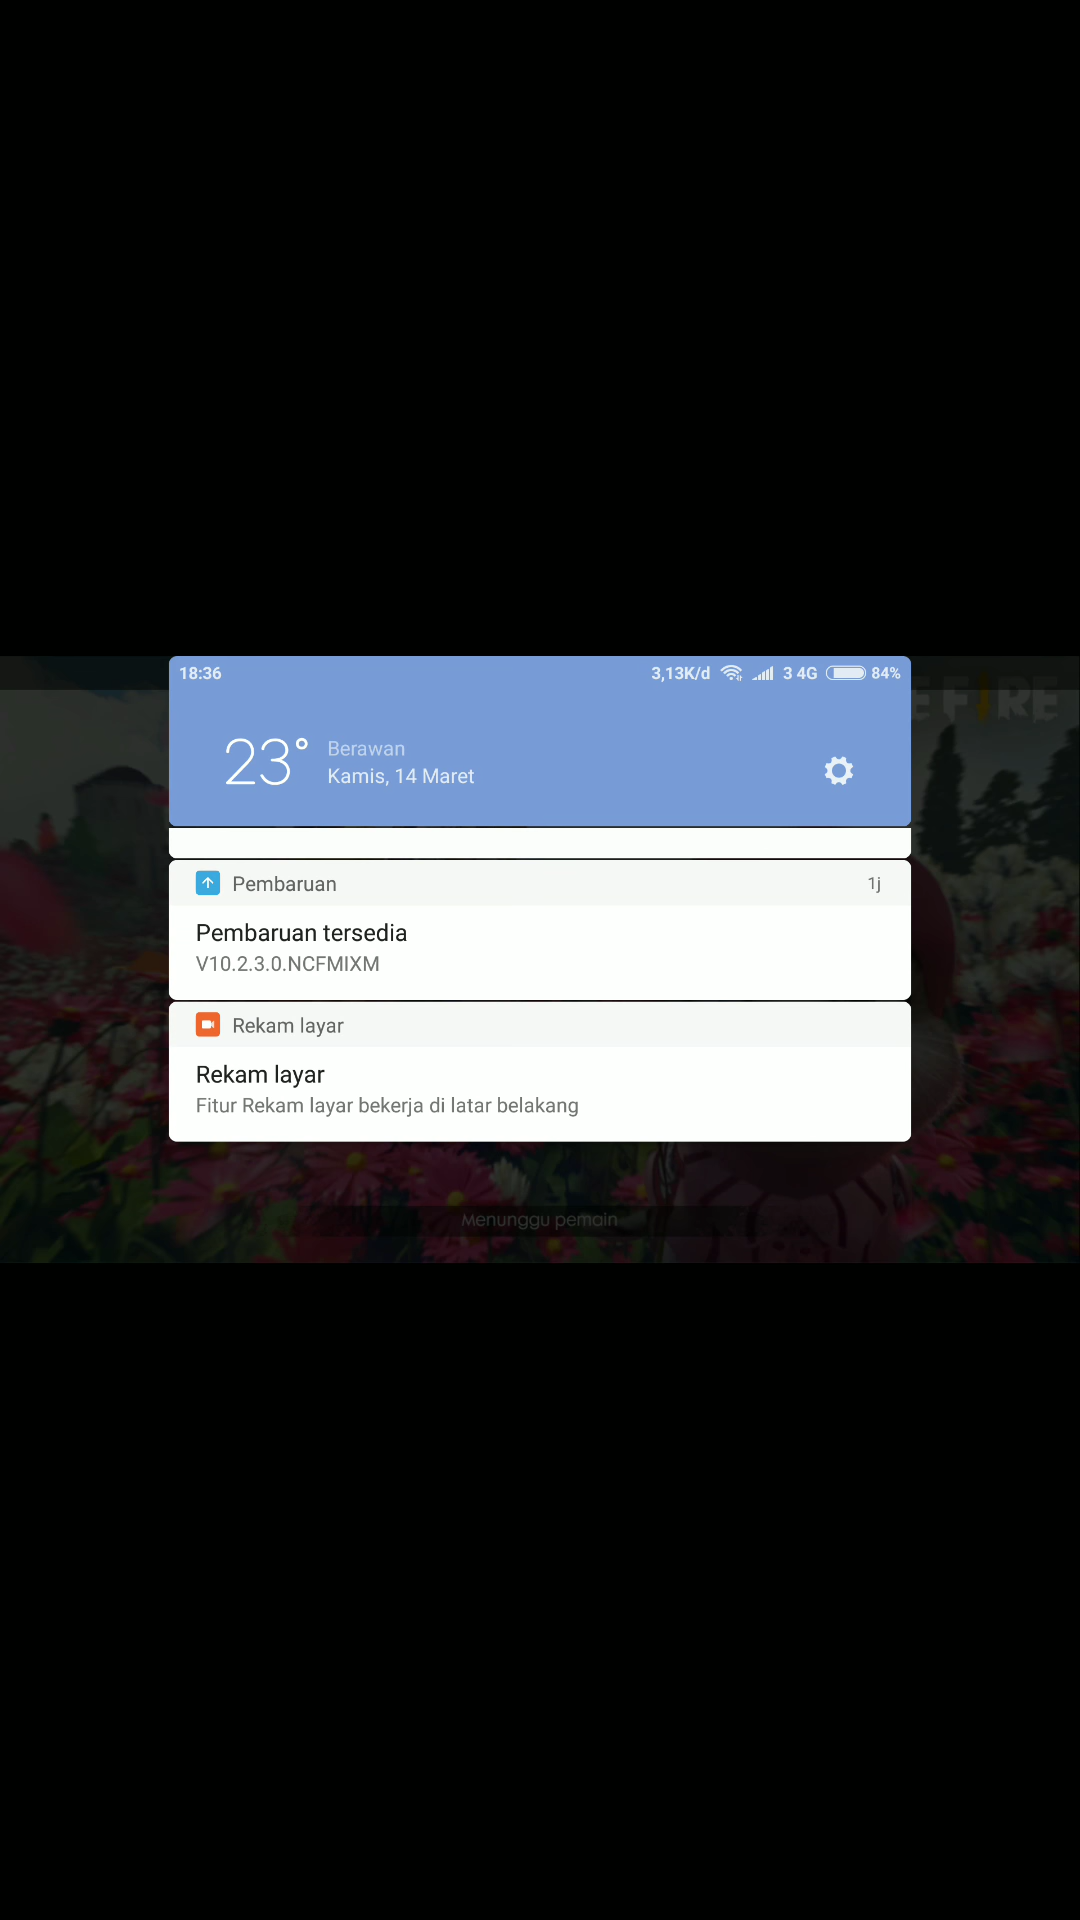 18:36 3,13K/d 3 4G 84%
E FIRE
23° Berawan
Kamis, 14 Maret
Pembaruan 1j
Pembaruan tersedia
V10.2.3.0.NCFMIXM
Rekam layar
Rekam layar
Fitur Rekam layar bekerja di latar belakang
Menunggu pemain